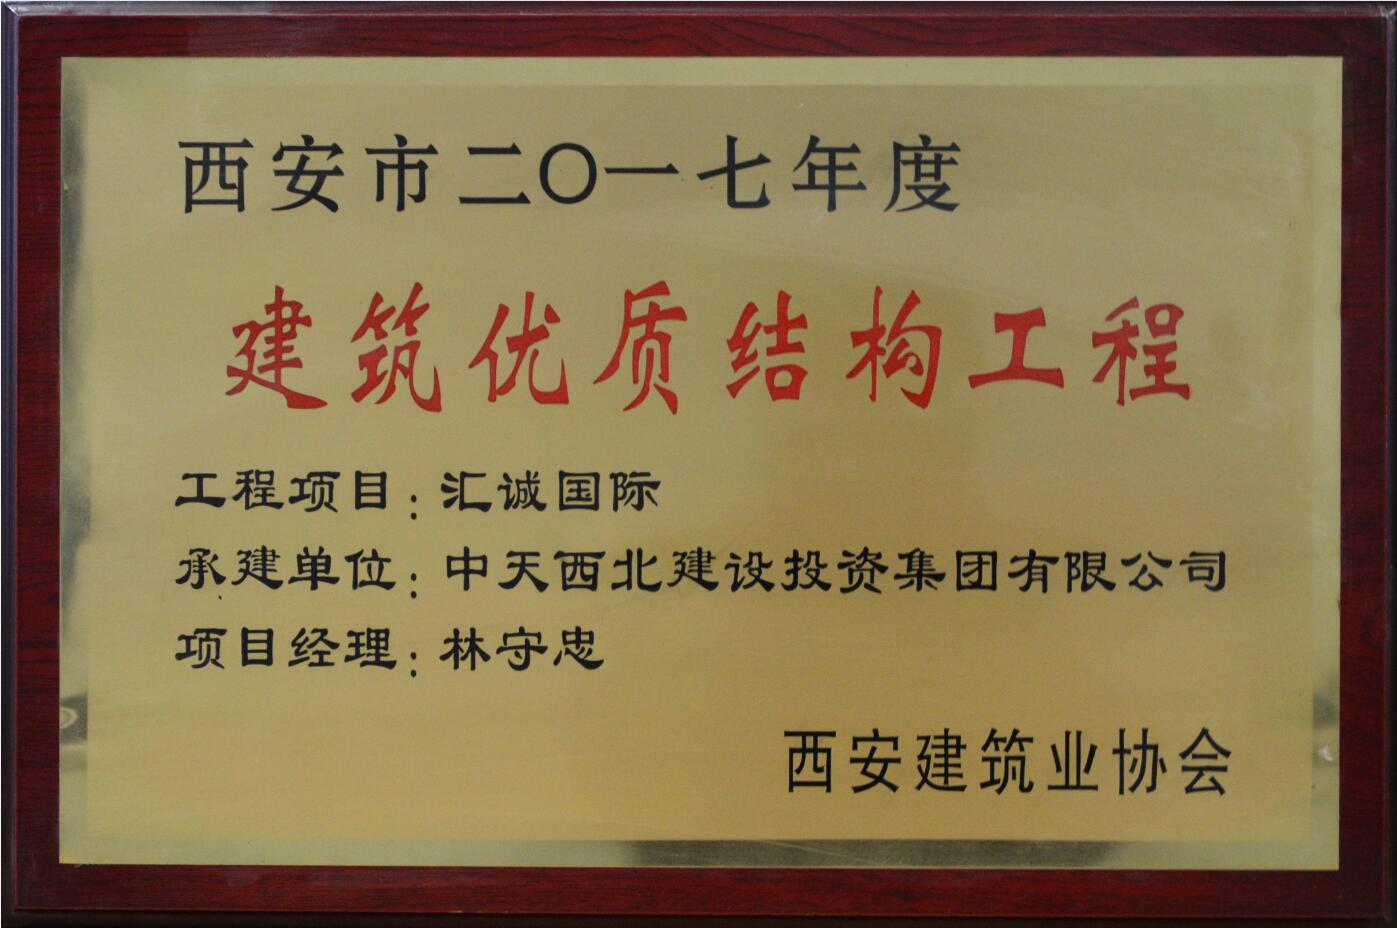 西安市二〇一七年度
建筑优质结构工程
工程项目：汇诚国际
承建单位：中天西北建设投资集团有限公司
项目经理：林守忠
西安建筑业协会